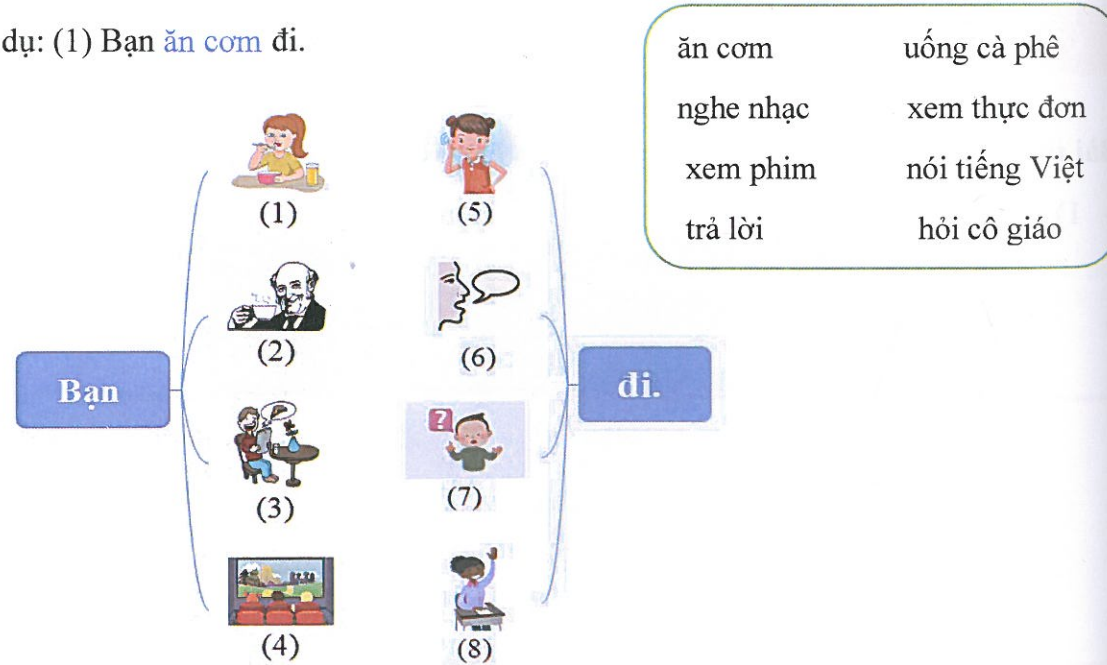 dụ: (1) Bạn ăn cơm đi.
ăn cơm uống cà phê
nghe nhạc xem thực đơn
xem phim nói tiếng Việt
trả lời hỏi cô giáo
(1) (5)
(2) (6)
Bạn đi.
?
(3) (7)
(4) (8)